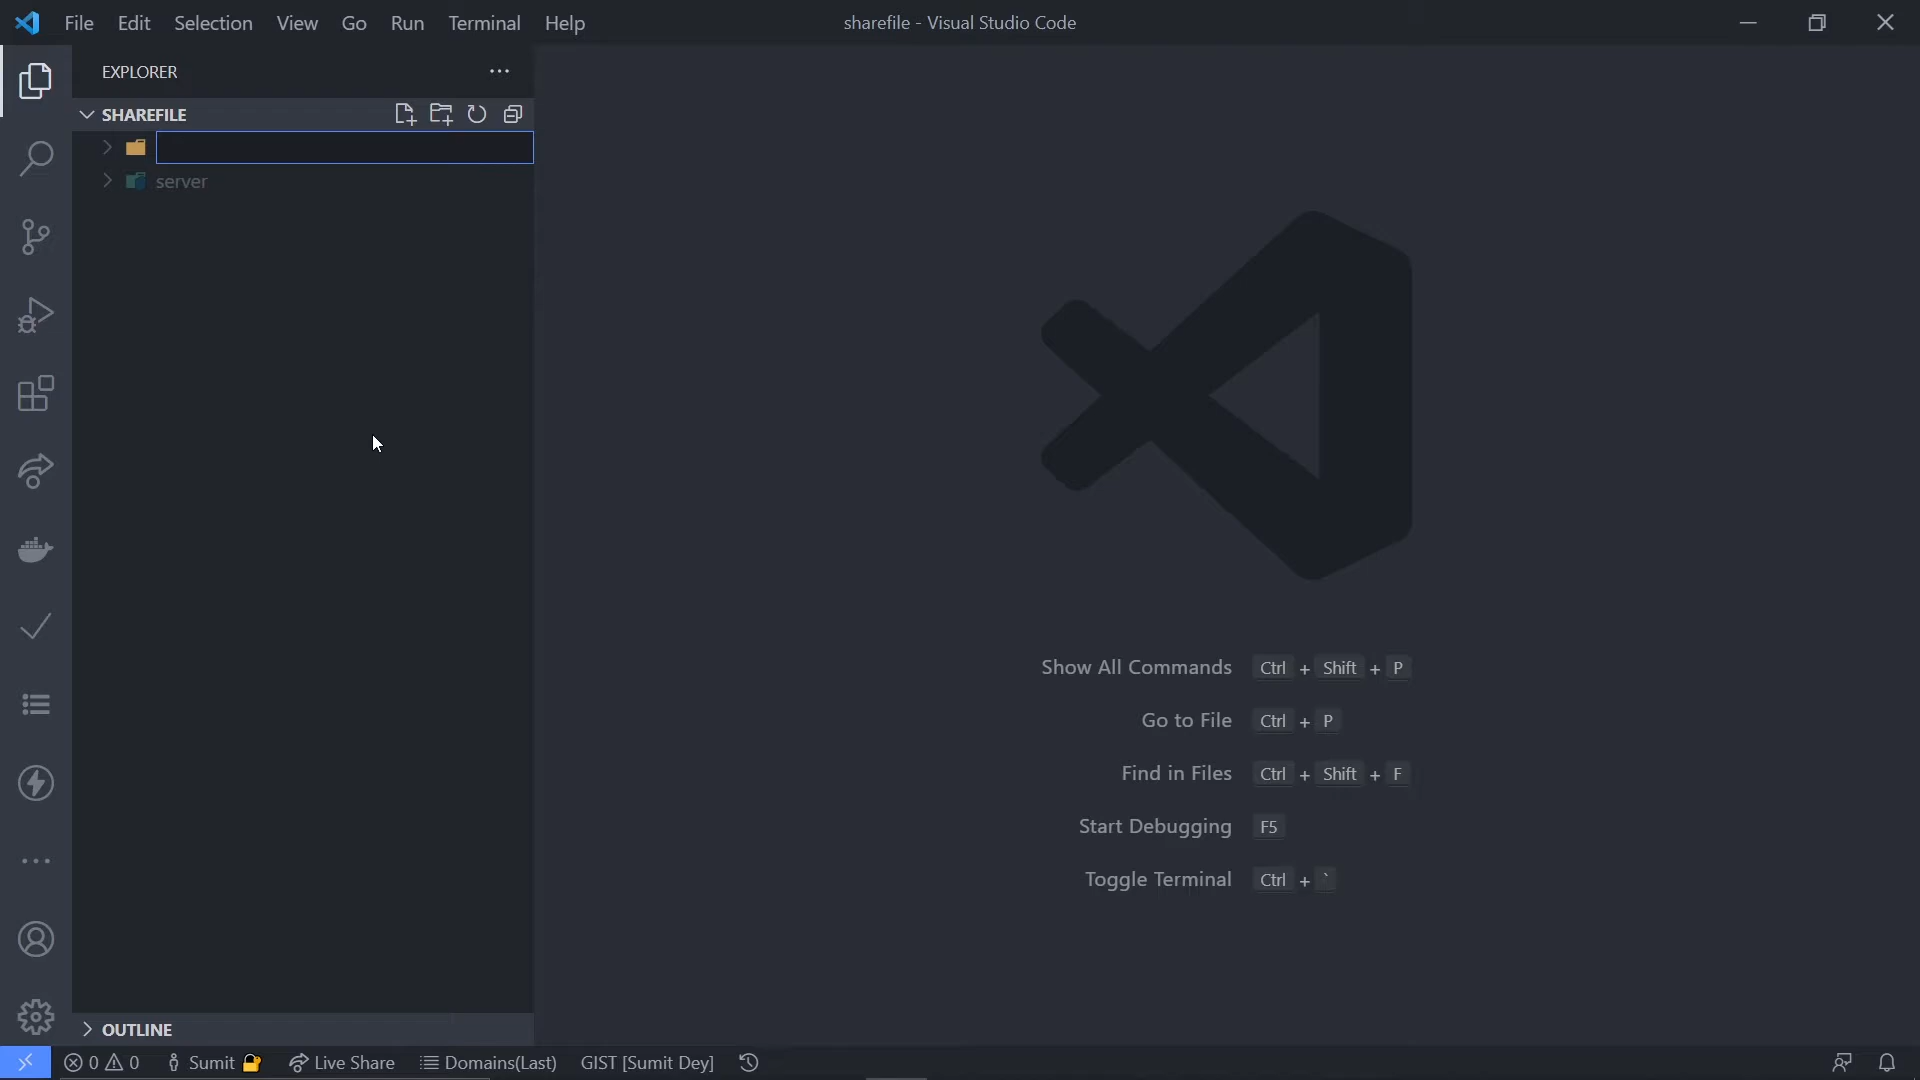 File Edit Selection View Go Run Terminal Help
sharefile - Visual Studio Code
EXPLORER
SHAREFILE
server
Show All Commands Ctrl + Shift + P
Go to File Ctrl + P
Find in Files Ctrl + Shift + F
Start Debugging F5
Toggle Terminal Ctrl + `
OUTLINE
0 0 Sumit Live Share Domains(Last) GIST [Sumit Dey]